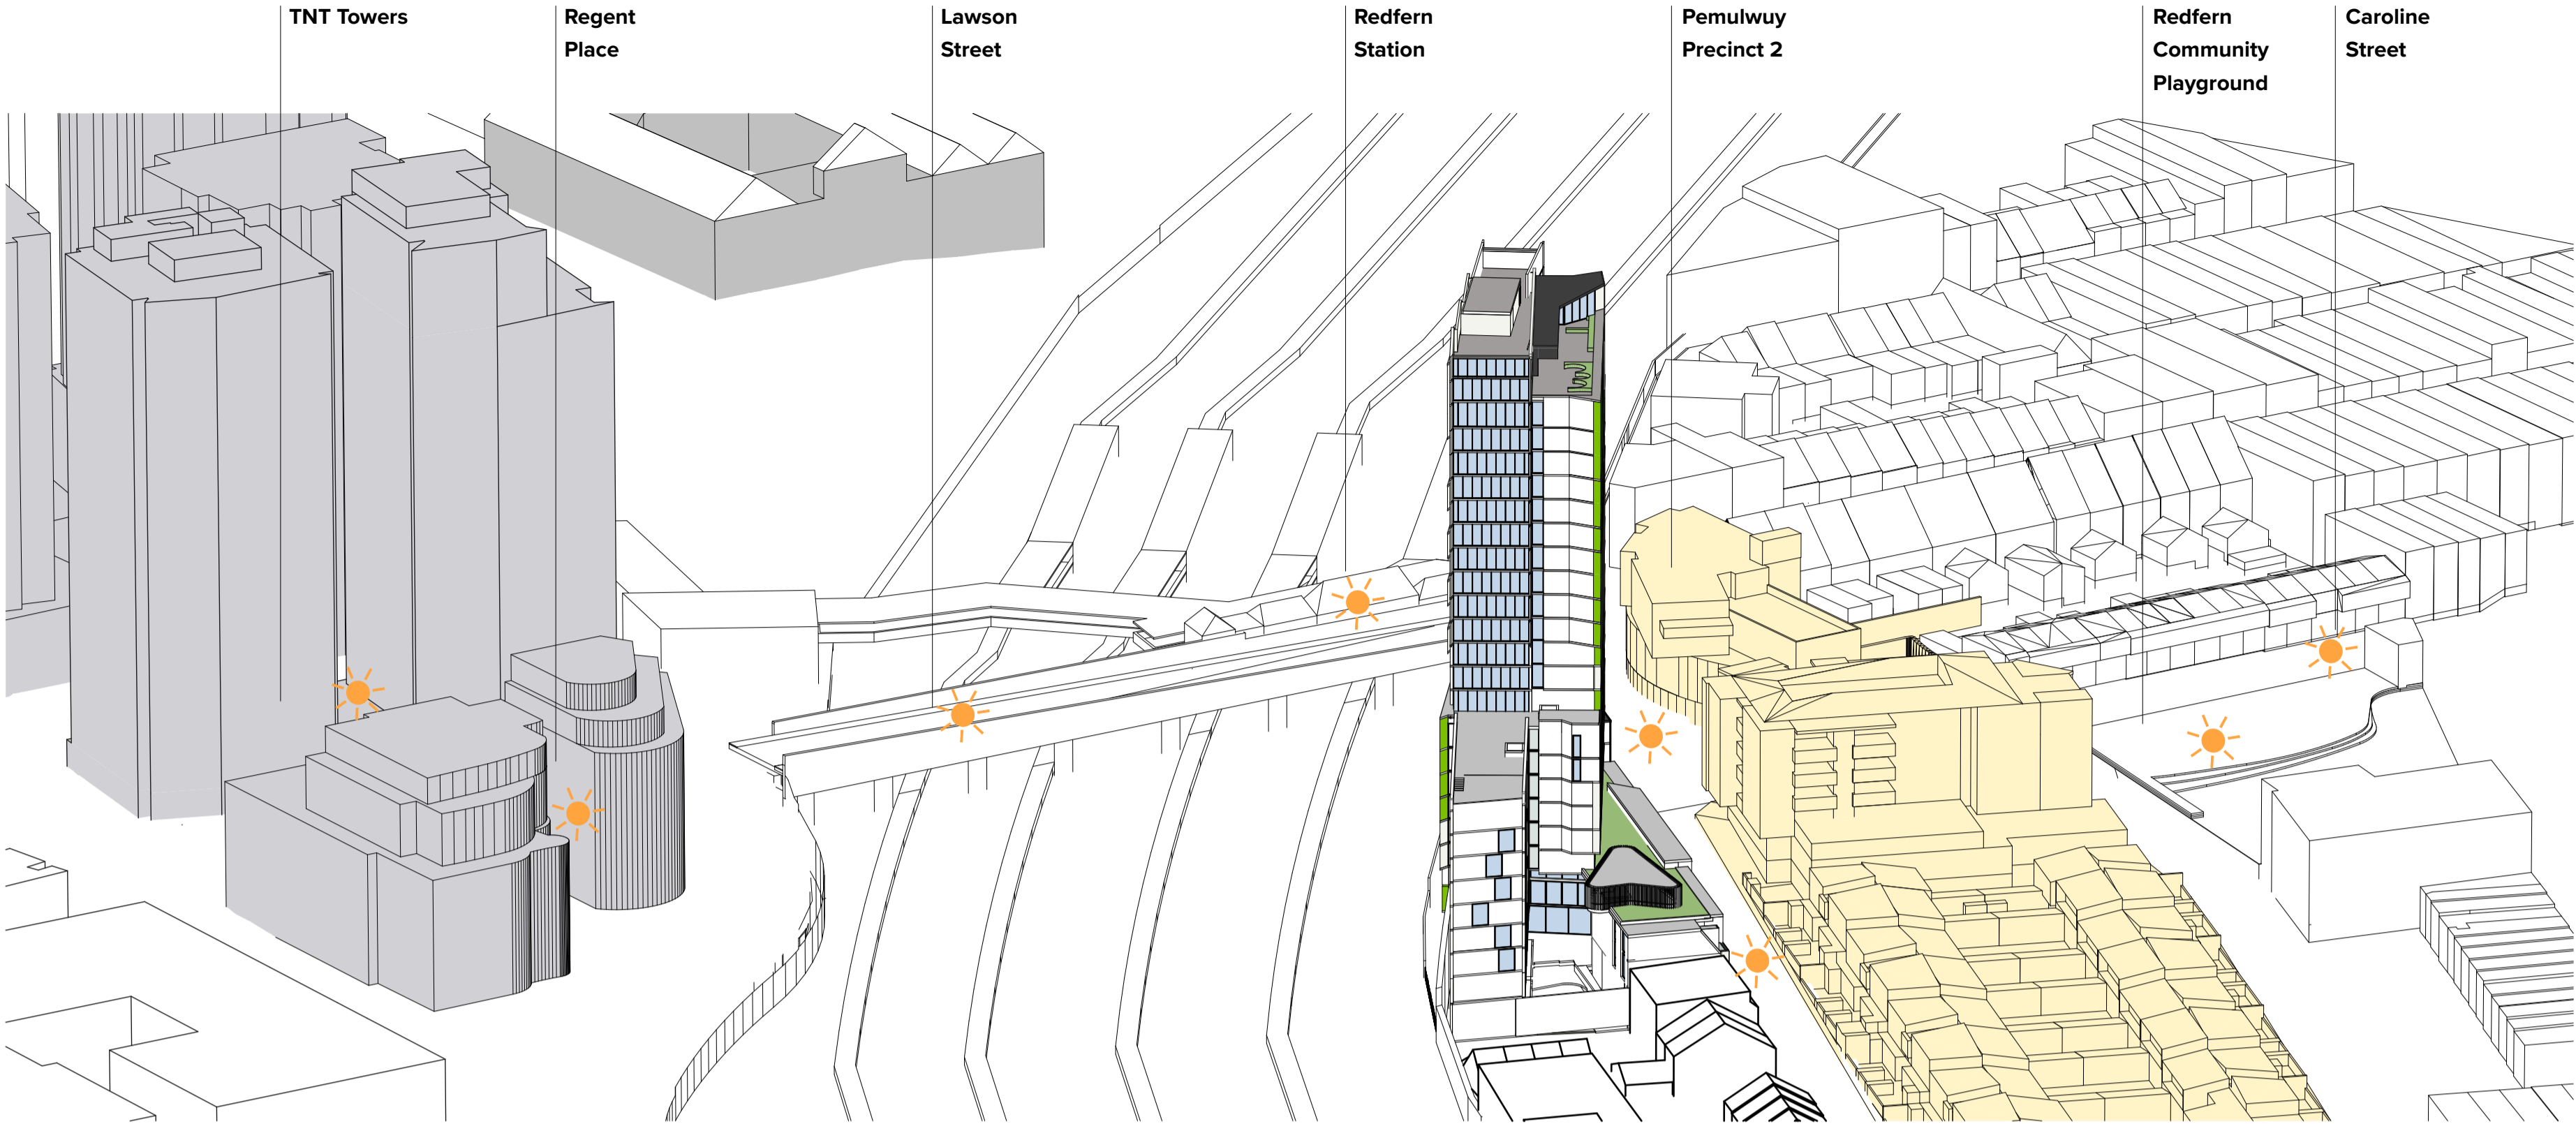 TNT Towers
Regent
Place
Lawson
Street
Redfern
Station
Pemulwuy
Precinct 2
Redfern
Community
Playground
Caroline
Street